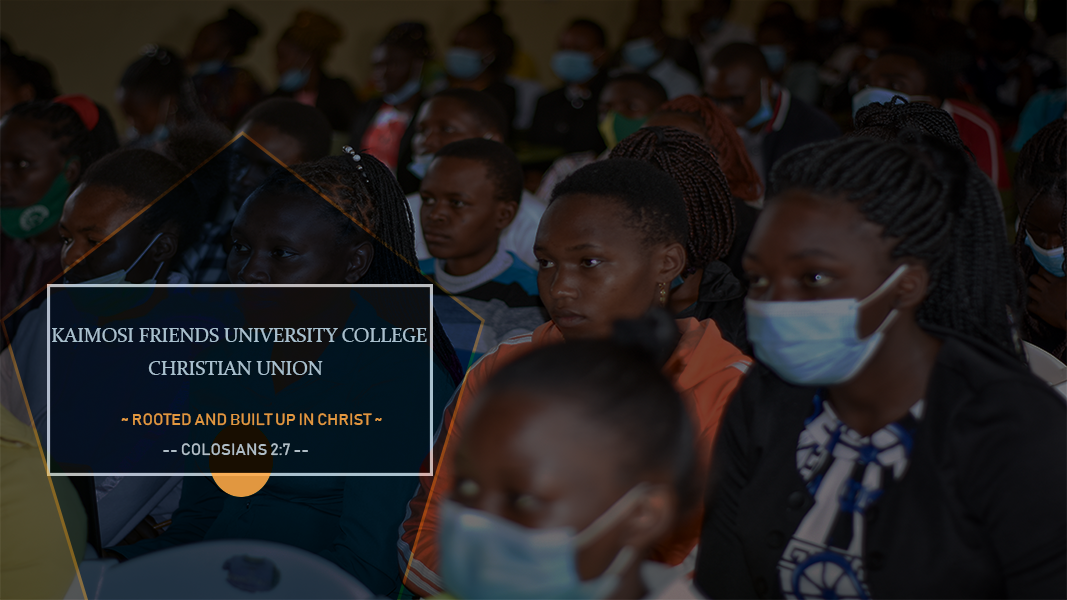 KAIMOSI FRIENDS UNIVERSITY COLLEGE
CHRISTIAN UNION
~ ROOTED AND BUILT UP IN CHRIST ~
-- COLOSIANS 2:7 --